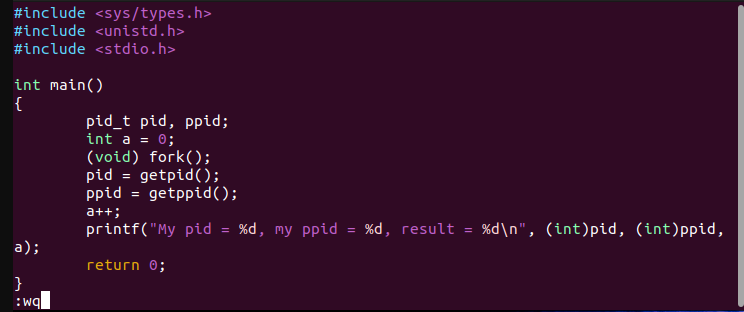 #include <sys/types.h>
#include <unistd.h>
#include <stdio.h>

int main()
{
        pid_t pid, ppid;
        int a = 0;
        (void) fork();
        pid = getpid();
        ppid = getppid();
        a++;
        printf("My pid = %d, my ppid = %d, result = %d\n", (int)pid, (int)ppid,
a);
        return 0;
}
:wq